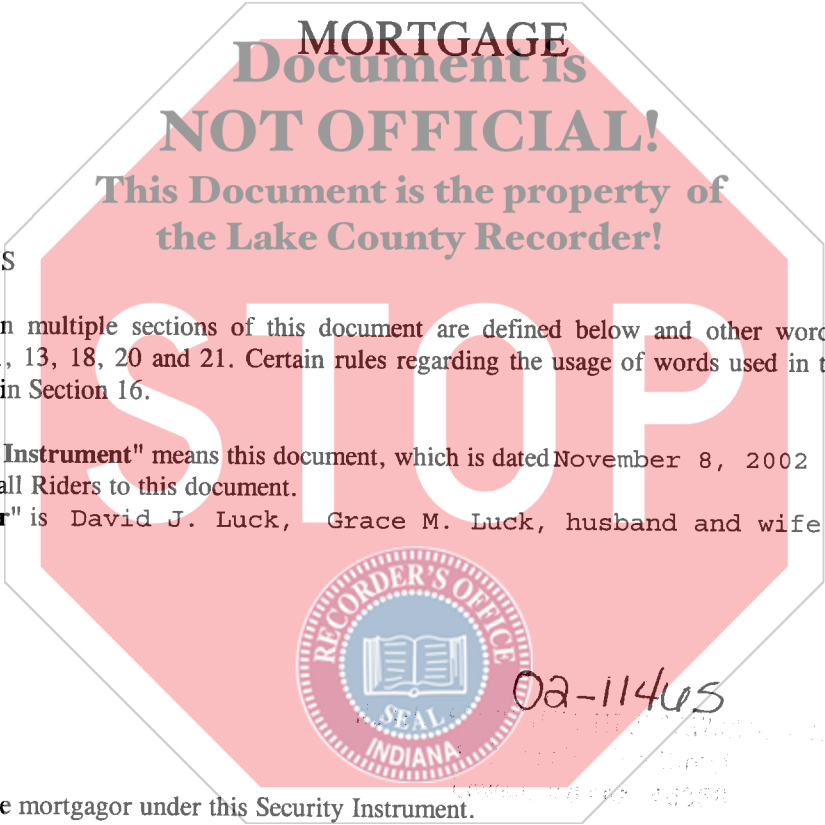 MORTGAGE
Document is
NOT OFFICIAL!
This Document is the property of
the Lake County Recorder!
S
n multiple sections of this document are defined below and other word
, 13, 18, 20 and 21. Certain rules regarding the usage of words used in t
in Section 16.
STOP
Instrument" means this document, which is dated November 8, 2002
all Riders to this document.
r" is David J. Luck, Grace M. Luck, husband and wife
RECORDER'S OFFICE
SEAL
INDIANA
02-11465
e mortgagor under this Security Instrument.